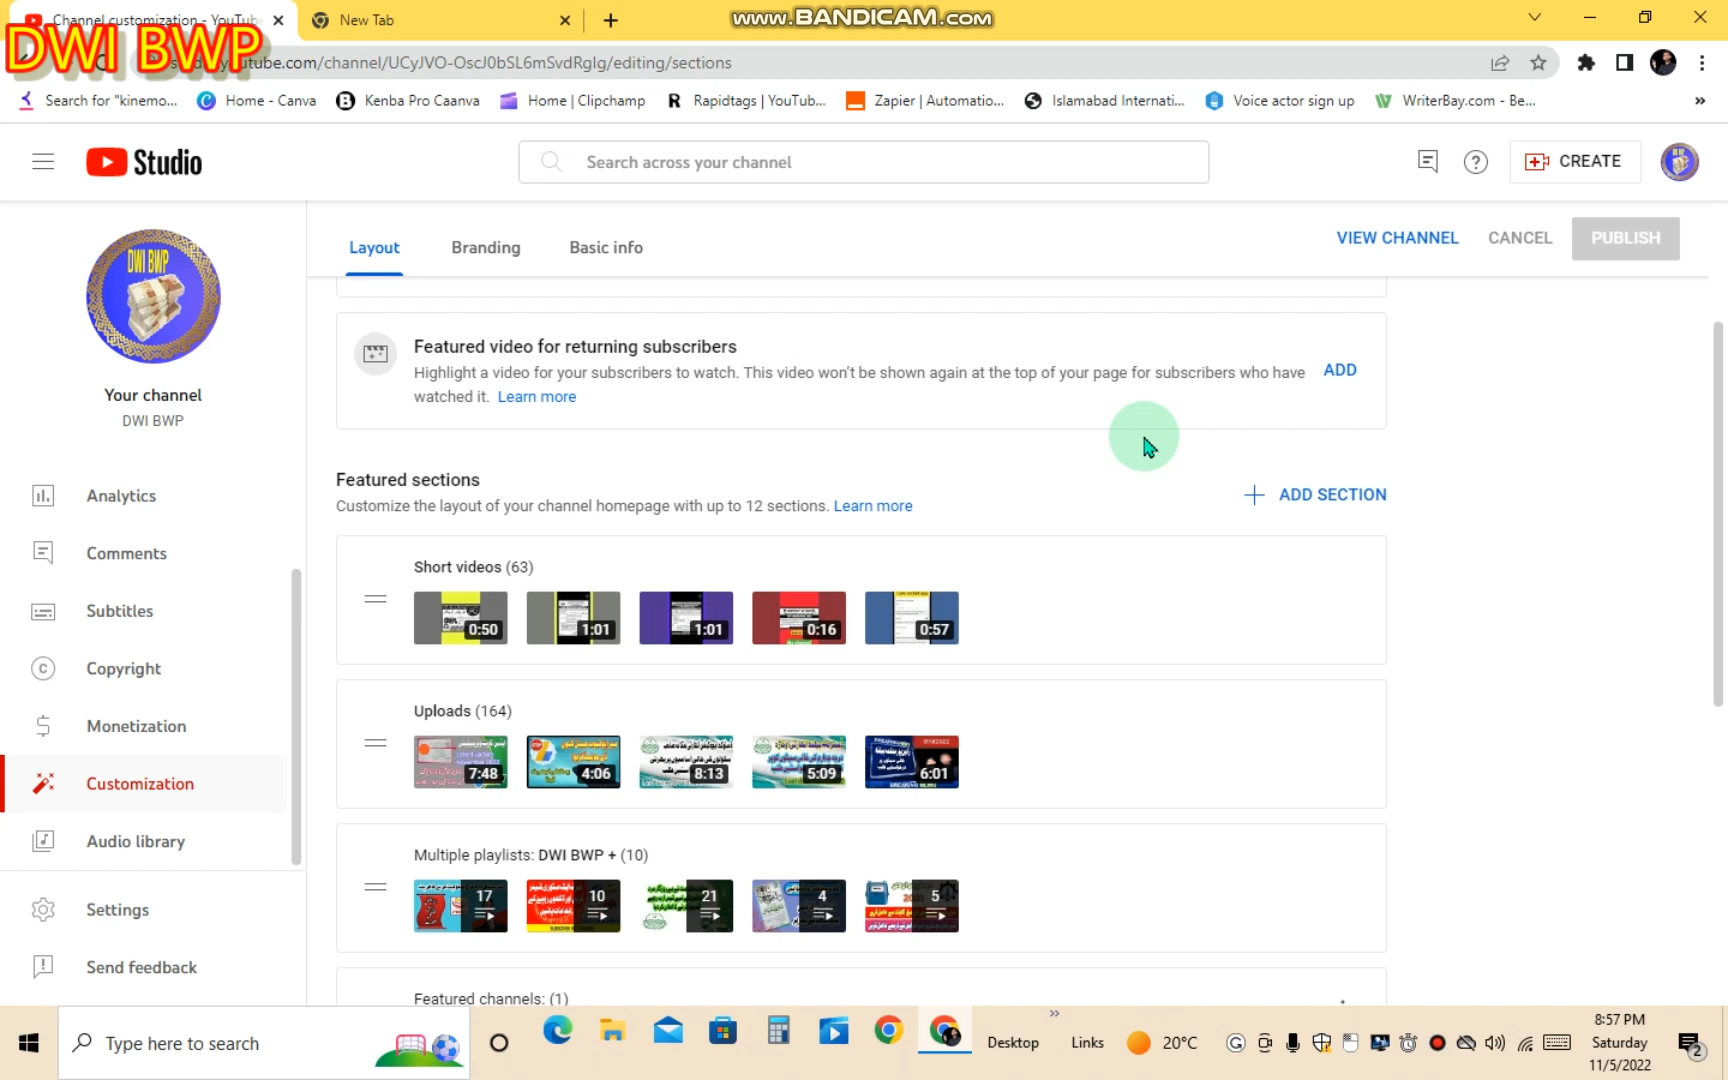 Channel customization - YouTube
New Tab
www.BANDICAM.com
DWI BWP
utube.com/channel/UCyJVO-OscJ0bSL6mSvdRglg/editing/sections
Search for "kinemo...
Home - Canva
Kenba Pro Caanva
Home | Clipchamp
Rapidtags | YouTub...
Zapier | Automatio...
Islamabad Internati...
Voice actor sign up
WriterBay.com - Be...
Studio
Search across your channel
CREATE
DWI BWP
Your channel
DWI BWP
Layout
Branding
Basic info
VIEW CHANNEL
CANCEL
PUBLISH
Featured video for returning subscribers
Highlight a video for your subscribers to watch. This video won't be shown again at the top of your page for subscribers who have
watched it. Learn more
ADD
Featured sections
Customize the layout of your channel homepage with up to 12 sections. Learn more
ADD SECTION
Short videos (63)
0:50
1:01
1:01
0:16
0:57
Uploads (164)
7:48
4:06
8:13
5:09
6:01
Multiple playlists: DWI BWP + (10)
17
10
21
4
5
Featured channels: (1)
Analytics
Comments
Subtitles
Copyright
Monetization
Customization
Audio library
Settings
Send feedback
Type here to search
Desktop
Links
20°C
8:57 PM
Saturday
11/5/2022
2